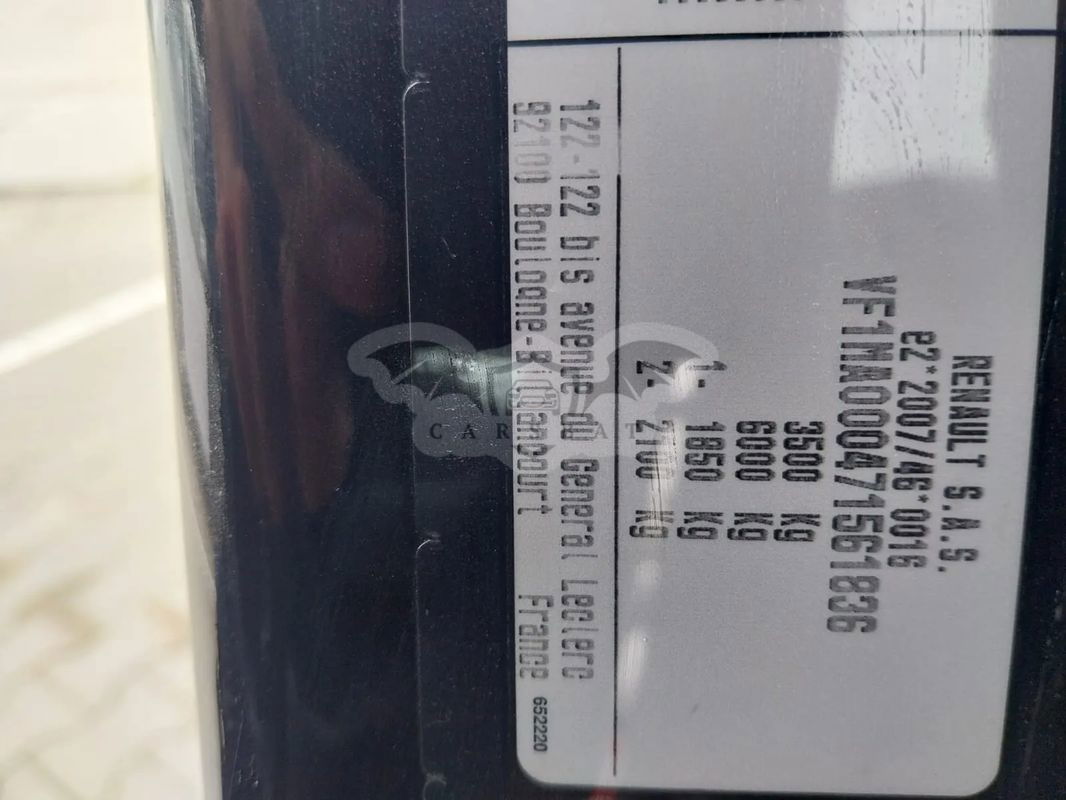 RENAULT S.A.S.
e2*2007/46*0016
VF1MA000471561836
3500 Kg
6000 Kg
1- 1850 Kg
2- 2100 Kg
122-122 bis avenue du General Leclerc
92100 Boulogne-Billancourt France
652220